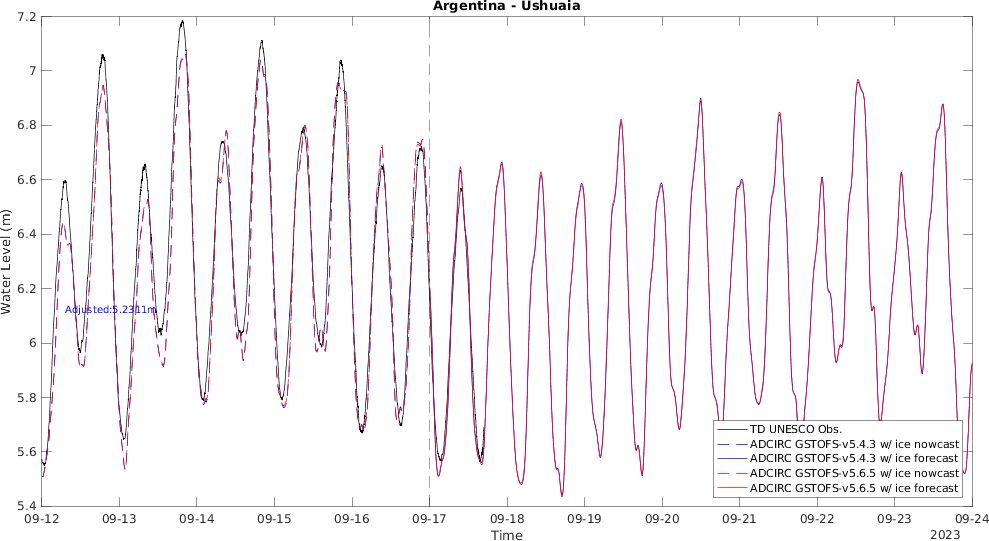 Argentina - Ushuaia
Water Level (m)
7.2
7
6.8
6.6
6.4
6.2
6
5.8
5.6
5.4
Adjusted:5.2311m
TD UNESCO Obs.
ADCIRC GSTOFS-v5.4.3 w/ ice nowcast
ADCIRC GSTOFS-v5.4.3 w/ ice forecast
ADCIRC GSTOFS-v5.6.5 w/ ice nowcast
ADCIRC GSTOFS-v5.6.5 w/ ice forecast
09-12 09-13 09-14 09-15 09-16 09-17 09-18 09-19 09-20 09-21 09-22 09-23 09-24
Time
2023